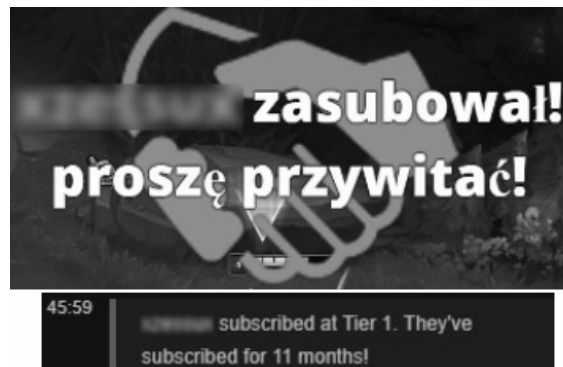 zasubował!
proszę przywitać!
45:59
subscribed at Tier 1. They've
subscribed for 11 months!